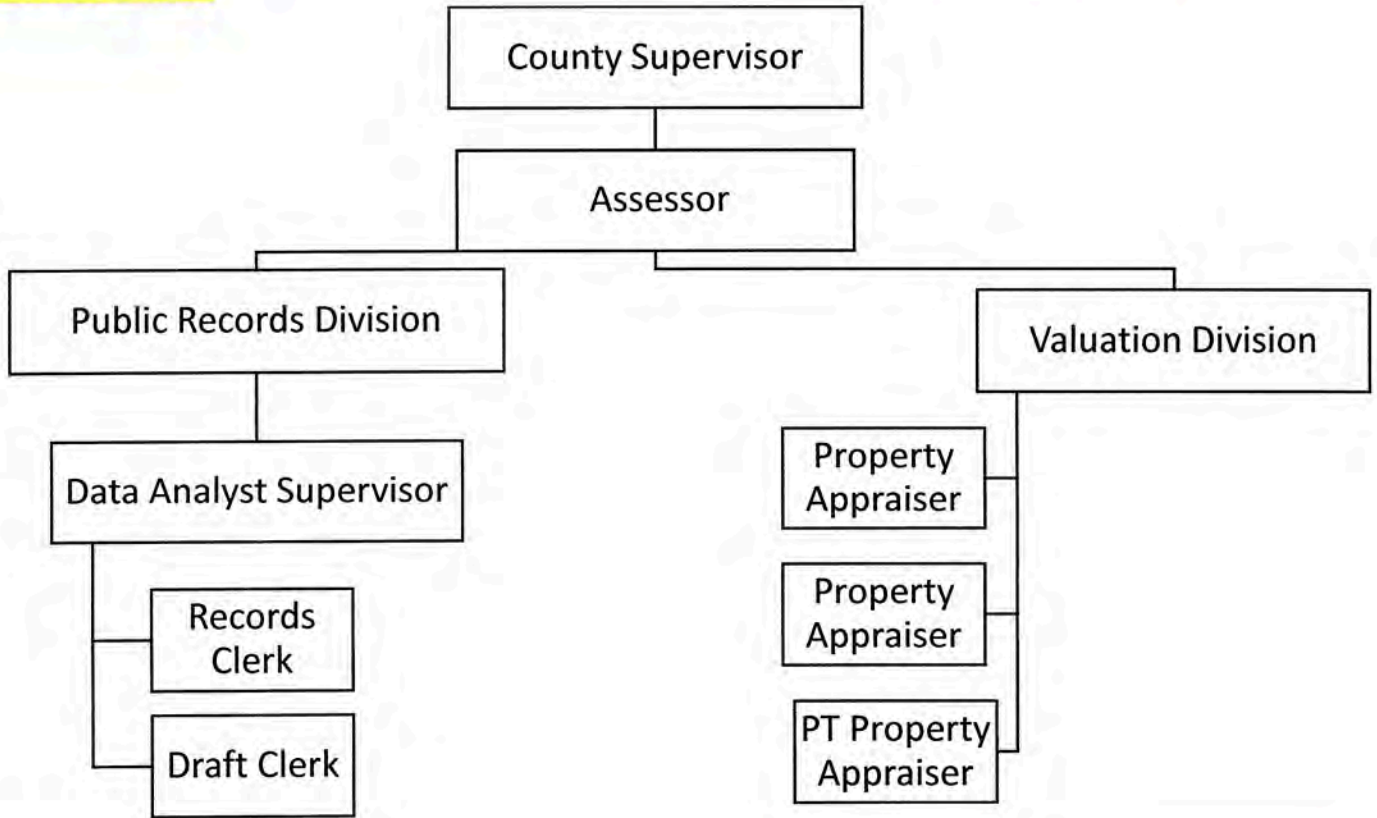 County Supervisor
Assessor
Public Records Division
Valuation Division
Data Analyst Supervisor
Records
Clerk
Draft Clerk
Property
Appraiser
Property
Appraiser
PT Property
Appraiser